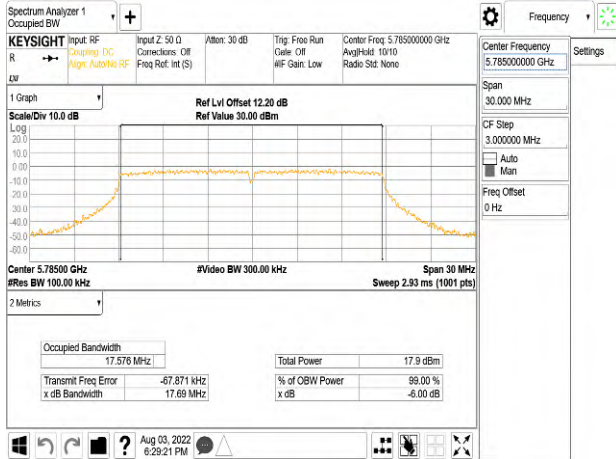 Spectrum Analyzer 1
Occupied BW
+
Frequency
KEYSIGHT
R
Input: RF
Coupling: DC
Align: Auto/No RF
Input Z: 50 Ω
Corrections: Off
Freq Ref: Int (S)
Atten: 30 dB
Trig: Free Run
Gate: Off
#IF Gain: Low
Center Freq: 5.785000000 GHz
Avg|Hold: 10/10
Radio Std: None
Center Frequency
5.785000000 GHz
Settings
Span
30.000 MHz
CF Step
3.000000 MHz
Auto
Man
Freq Offset
0 Hz
1 Graph
Scale/Div 10.0 dB
Ref Lvl Offset 12.20 dB
Ref Value 30.00 dBm
Log
20.0
10.0
0.00
-10.0
-20.0
-30.0
-40.0
-50.0
-60.0
Center 5.78500 GHz
#Video BW 300.00 kHz
Span 30 MHz
#Res BW 100.00 kHz
Sweep 2.93 ms (1001 pts)
2 Metrics
Occupied Bandwidth
17.576 MHz
Total Power 17.9 dBm
Transmit Freq Error -67.871 kHz
% of OBW Power 99.00 %
x dB Bandwidth 17.69 MHz
x dB -6.00 dB
?
Aug 03, 2022
6:29:21 PM